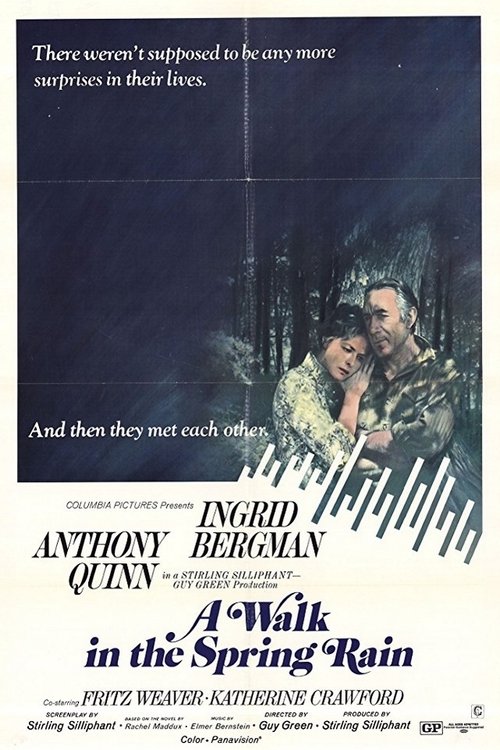 There weren't supposed to be any more
surprises in their lives.
And then they met each other.
COLUMBIA PICTURES Presents
INGRID
ANTHONY BERGMAN
QUINN in a STIRLING SILLIPHANT—
GUY GREEN Production
A Walk
in the Spring Rain
Co-starring FRITZ WEAVER · KATHERINE CRAWFORD
SCREENPLAY BY
Stirling Silliphant ·
BASED ON THE NOVEL BY
Rachel Maddux ·
MUSIC BY
Elmer Bernstein ·
DIRECTED BY
Guy Green ·
PRODUCED BY
Stirling Silliphant
Color · Panavision®
GP